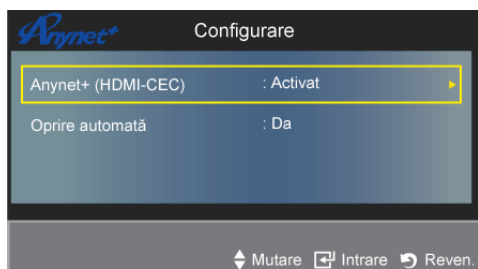 Anynet+ Configurare
Anynet+ (HDMI-CEC) : Activat
Oprire automată : Da
Mutare Intrare Reven.